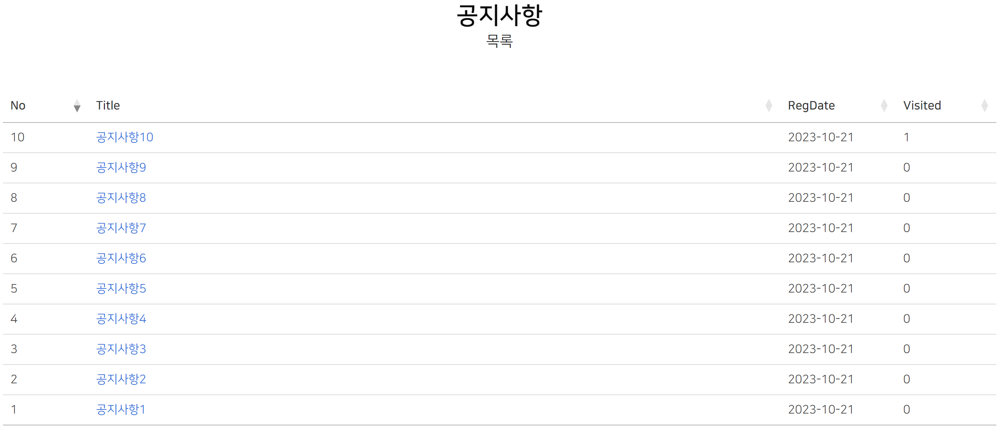 공지사항
목록
No Title RegDate Visited
10 공지사항10 2023-10-21 1
9 공지사항9 2023-10-21 0
8 공지사항8 2023-10-21 0
7 공지사항7 2023-10-21 0
6 공지사항6 2023-10-21 0
5 공지사항5 2023-10-21 0
4 공지사항4 2023-10-21 0
3 공지사항3 2023-10-21 0
2 공지사항2 2023-10-21 0
1 공지사항1 2023-10-21 0